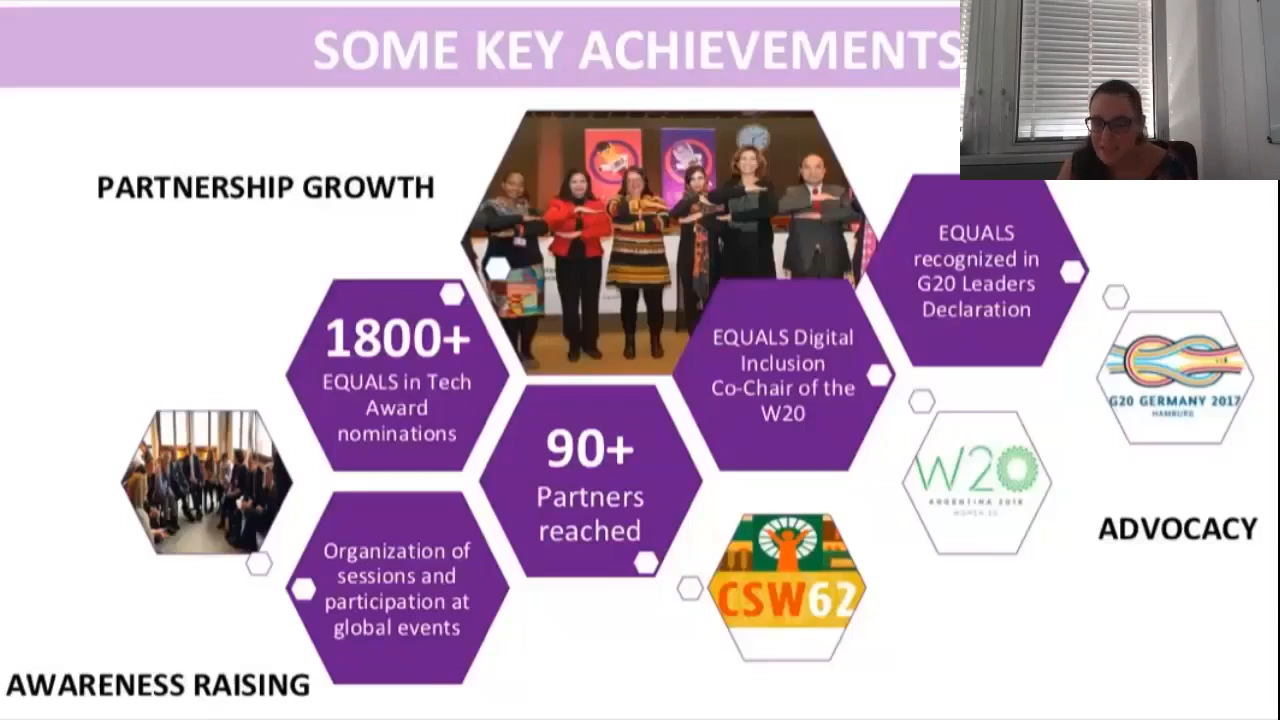 SOME KEY ACHIEVEMENTS
PARTNERSHIP GROWTH
EQUALS
recognized in
G20 Leaders
Declaration
1800+
EQUALS in Tech
Award
nominations
EQUALS Digital
Inclusion
Co-Chair of the
W20
G20 GERMANY 2017
HAMBURG
90+
Partners
reached
W20
ARGENTINA 2018
WOMEN 20
ADVOCACY
Organization of
sessions and
participation at
global events
CSW62
AWARENESS RAISING